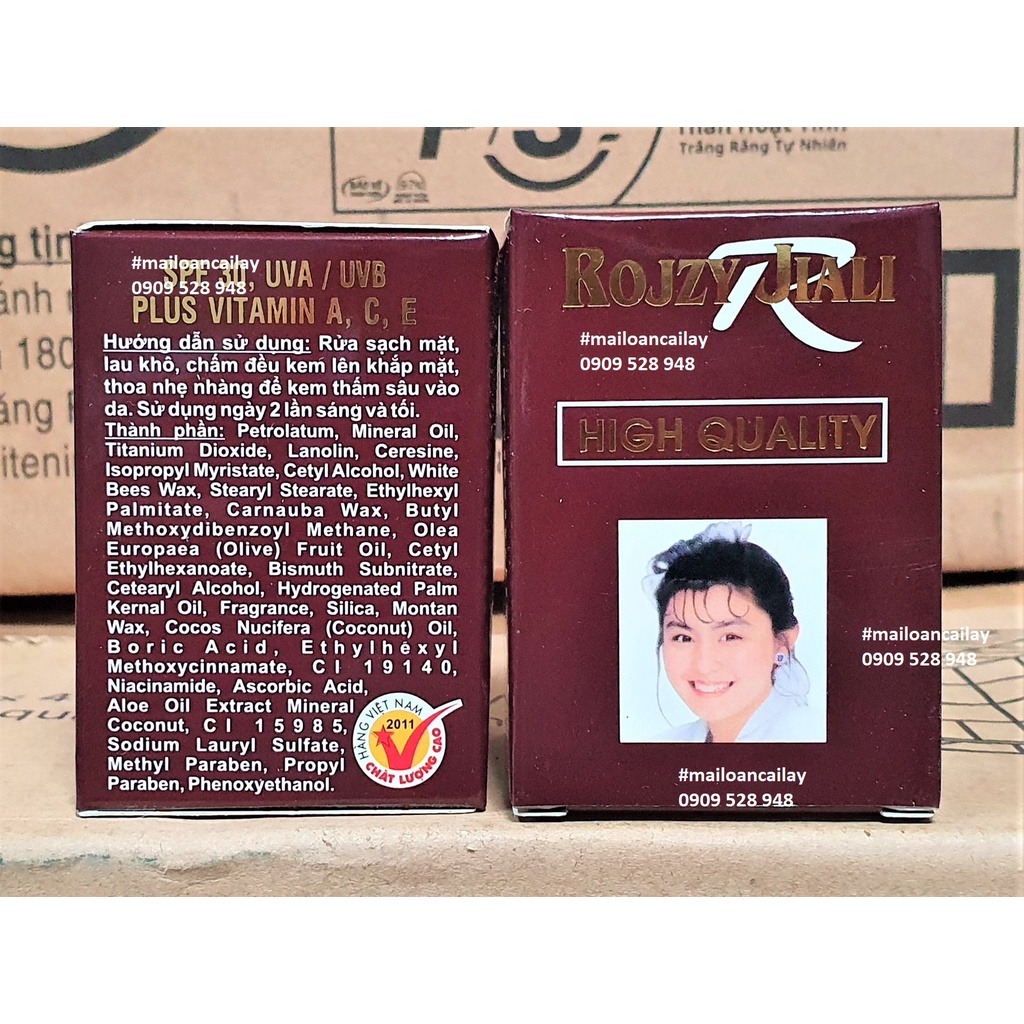 Trắng Răng Tự Nhiên
g tịn
ánh
180
ăng
iteni
#mailoancailay
0909 528 948
SPF 30, UVA / UVB
PLUS VITAMIN A, C, E
Hướng dẫn sử dụng: Rửa sạch mặt,
lau khô, chấm đều kem lên khắp mặt,
thoa nhẹ nhàng để kem thấm sâu vào
da. Sử dụng ngày 2 lần sáng và tối.
Thành phần: Petrolatum, Mineral Oil,
Titanium Dioxide, Lanolin, Ceresine,
Isopropyl Myristate, Cetyl Alcohol, White
Bees Wax, Stearyl Stearate, Ethylhexyl
Palmitate, Carnauba Wax, Butyl
Methoxydibenzoyl Methane, Olea
Europaea (Olive) Fruit Oil, Cetyl
Ethylhexanoate, Bismuth Subnitrate,
Cetearyl Alcohol, Hydrogenated Palm
Kernal Oil, Fragrance, Silica, Montan
Wax, Cocos Nucifera (Coconut) Oil,
Boric Acid, Ethylhexyl
Methoxycinnamate, CI 19140,
Niacinamide, Ascorbic Acid,
Aloe Oil Extract Mineral
Coconut, CI 15985,
Sodium Lauryl Sulfate,
Methyl Paraben, Propyl
Paraben, Phenoxyethanol.
HÀNG VIỆT NAM
2011
CHẤT LƯỢNG CAO
ROJZY JIALI
R
#mailoancailay
0909 528 948
HIGH QUALITY
#mailoancailay
0909 528 948
#mailoancailay
0909 528 948